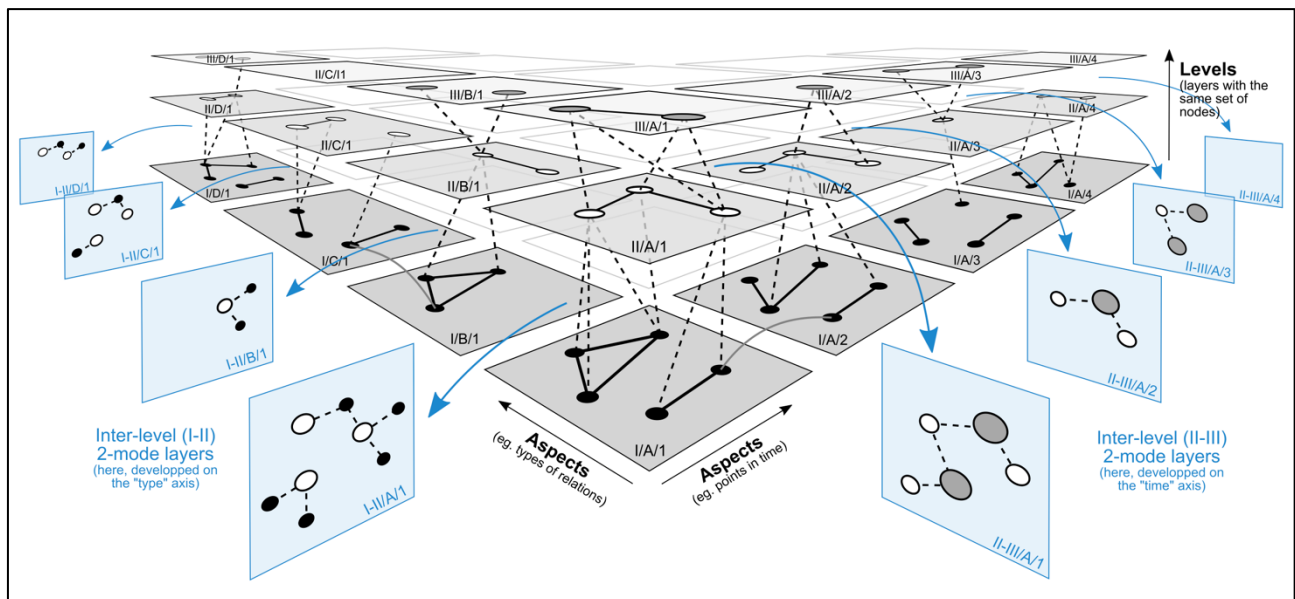 III/D/1
II/C/I1
III/B/1
III/A/1
III/A/2
III/A/3
III/A/4
Levels
(layers with the
same set of
nodes)
II/D/1
II/C/1
II/B/1
II/A/1
II/A/2
II/A/3
II/A/4
I/D/1
I/C/1
I/B/1
I/A/1
I/A/2
I/A/3
I/A/4
I-II/D/1
I-II/C/1
I-II/B/1
I-II/A/1
II-III/A/4
II-III/A/3
II-III/A/2
II-III/A/1
Inter-level (I-II)
2-mode layers
(here, developped on
the "type" axis)
Aspects
(eg. types of relations)
Aspects
(eg. points in time)
Inter-level (II-III)
2-mode layers
(here, developped on
the "time" axis)